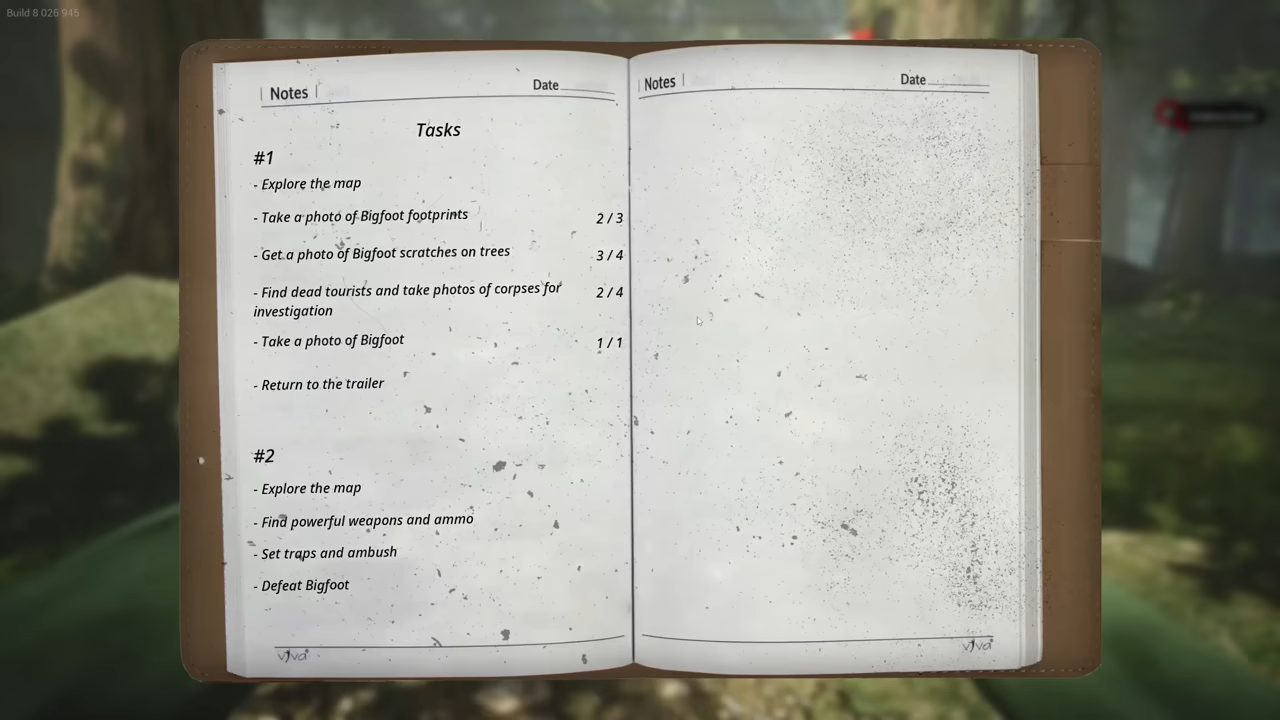 Build 8 026 945
Notes
Date
Notes
Date
Tasks
#1
- Explore the map
- Take a photo of Bigfoot footprints 2 / 3
- Get a photo of Bigfoot scratches on trees 3 / 4
- Find dead tourists and take photos of corpses for 2 / 4
investigation
- Take a photo of Bigfoot 1 / 1
- Return to the trailer
#2
- Explore the map
- Find powerful weapons and ammo
- Set traps and ambush
- Defeat Bigfoot
viva
viva